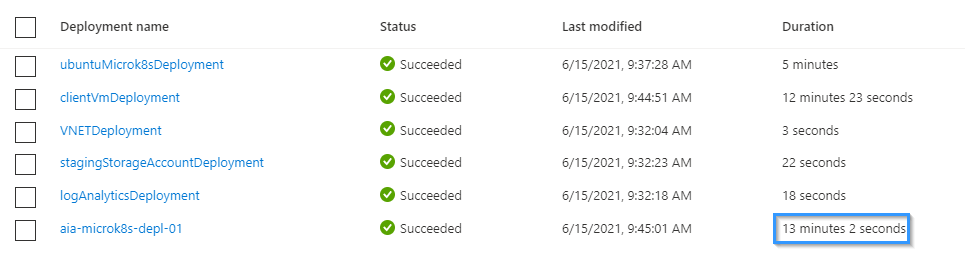 Deployment name Status Last modified Duration
ubuntuMicrok8sDeployment Succeeded 6/15/2021, 9:37:28 AM 5 minutes
clientVmDeployment Succeeded 6/15/2021, 9:44:51 AM 12 minutes 23 seconds
VNETDeployment Succeeded 6/15/2021, 9:32:04 AM 3 seconds
stagingStorageAccountDeployment Succeeded 6/15/2021, 9:32:23 AM 22 seconds
logAnalyticsDeployment Succeeded 6/15/2021, 9:32:18 AM 18 seconds
aia-microk8s-depl-01 Succeeded 6/15/2021, 9:45:01 AM 13 minutes 2 seconds